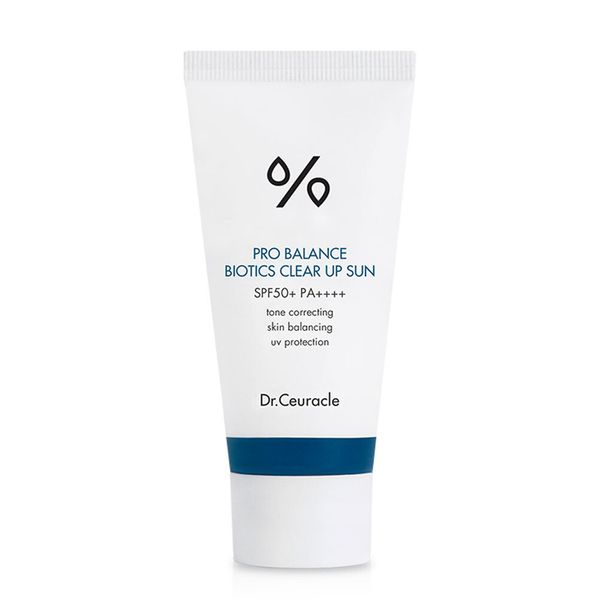 %
PRO BALANCE
BIOTICS CLEAR UP SUN
SPF50+ PA++++
tone correcting
skin balancing
uv protection
Dr.Ceuracle